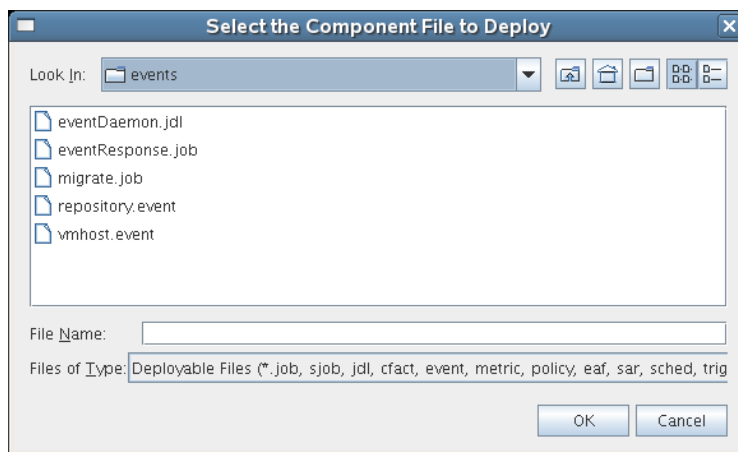 Select the Component File to Deploy
Look In: events
eventDaemon.jdl
eventResponse.job
migrate.job
repository.event
vmhost.event
File Name:
Files of Type: Deployable Files (*.job, sjob, jdl, cfact, event, metric, policy, eaf, sar, sched, trig
OK Cancel